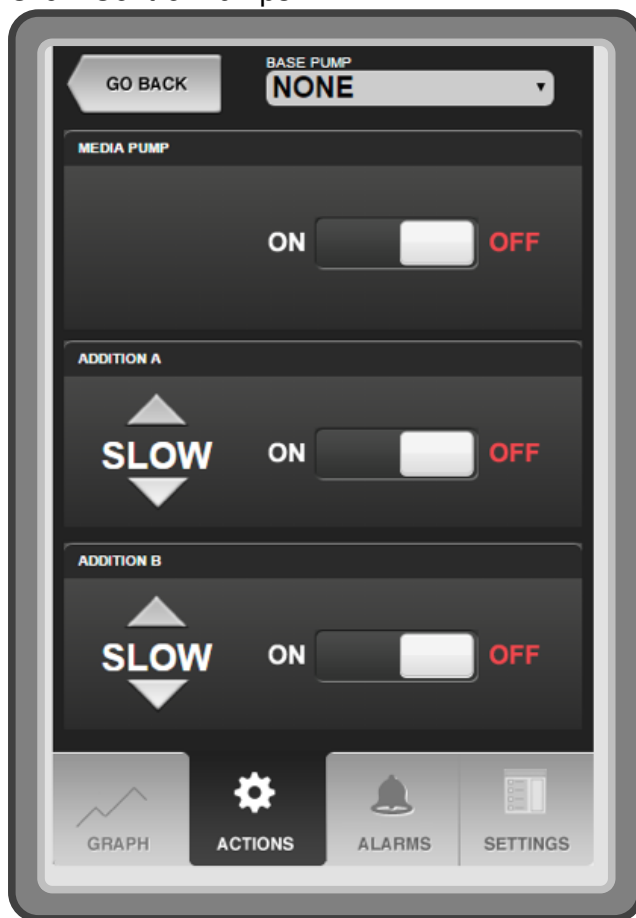 GO BACK
BASE PUMP
NONE
MEDIA PUMP
ON OFF
ADDITION A
SLOW ON OFF
ADDITION B
SLOW ON OFF
GRAPH ACTIONS ALARMS SETTINGS